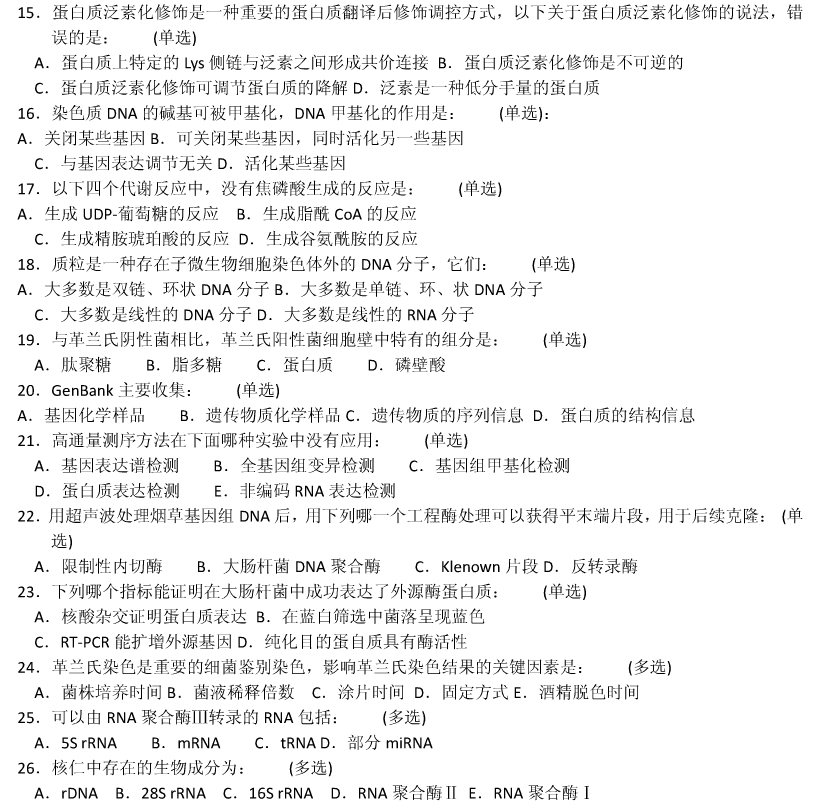 15．蛋白质泛素化修饰是一种重要的蛋白质翻译后修饰调控方式，以下关于蛋白质泛素化修饰的说法，错
误的是： (单选)
A．蛋白质上特定的 Lys 侧链与泛素之间形成共价连接 B．蛋白质泛素化修饰是不可逆的
C．蛋白质泛素化修饰可调节蛋白质的降解 D．泛素是一种低分手量的蛋白质
16．染色质 DNA 的碱基可被甲基化，DNA 甲基化的作用是： (单选)：
A．关闭某些基因 B．可关闭某些基因，同时活化另一些基因
C．与基因表达调节无关 D．活化某些基因
17．以下四个代谢反应中，没有焦磷酸生成的反应是： (单选)
A．生成 UDP-葡萄糖的反应 B．生成脂酰 CoA 的反应
C．生成精胺琥珀酸的反应 D．生成谷氨酰胺的反应
18．质粒是一种存在子微生物细胞染色体外的 DNA 分子，它们： (单选)
A．大多数是双链、环状 DNA 分子 B．大多数是单链、环、状 DNA 分子
C．大多数是线性的 DNA 分子 D．大多数是线性的 RNA 分子
19．与革兰氏阴性菌相比，革兰氏阳性菌细胞壁中特有的组分是： (单选)
A．肽聚糖 B．脂多糖 C．蛋白质 D．磷壁酸
20．GenBank 主要收集： (单选)
A．基因化学样品 B．遗传物质化学样品 C．遗传物质的序列信息 D．蛋白质的结构信息
21．高通量测序方法在下面哪种实验中没有应用： (单选)
A．基因表达谱检测 B．全基因组变异检测 C．基因组甲基化检测
D．蛋白质表达检测 E．非编码 RNA 表达检测
22．用超声波处理烟草基因组 DNA 后，用下列哪一个工程酶处理可以获得平末端片段，用于后续克隆： (单
选)
A．限制性内切酶 B．大肠杆菌 DNA 聚合酶 C．Klenown 片段 D．反转录酶
23．下列哪个指标能证明在大肠杆菌中成功表达了外源酶蛋白质： (单选)
A．核酸杂交证明蛋白质表达 B．在蓝白筛选中菌落呈现蓝色
C．RT-PCR 能扩增外源基因 D．纯化目的蛋自质具有酶活性
24．革兰氏染色是重要的细菌鉴别染色，影响革兰氏染色结果的关键因素是： (多选)
A．菌株培养时间 B．菌液稀释倍数 C．涂片时间 D．固定方式 E．酒精脱色时间
25．可以由 RNA 聚合酶Ⅲ转录的 RNA 包括： (多选)
A．5S rRNA B．mRNA C．tRNA D．部分 miRNA
26．核仁中存在的生物成分为： (多选)
A．rDNA B．28S rRNA C．16S rRNA D．RNA 聚合酶Ⅱ E．RNA 聚合酶Ⅰ